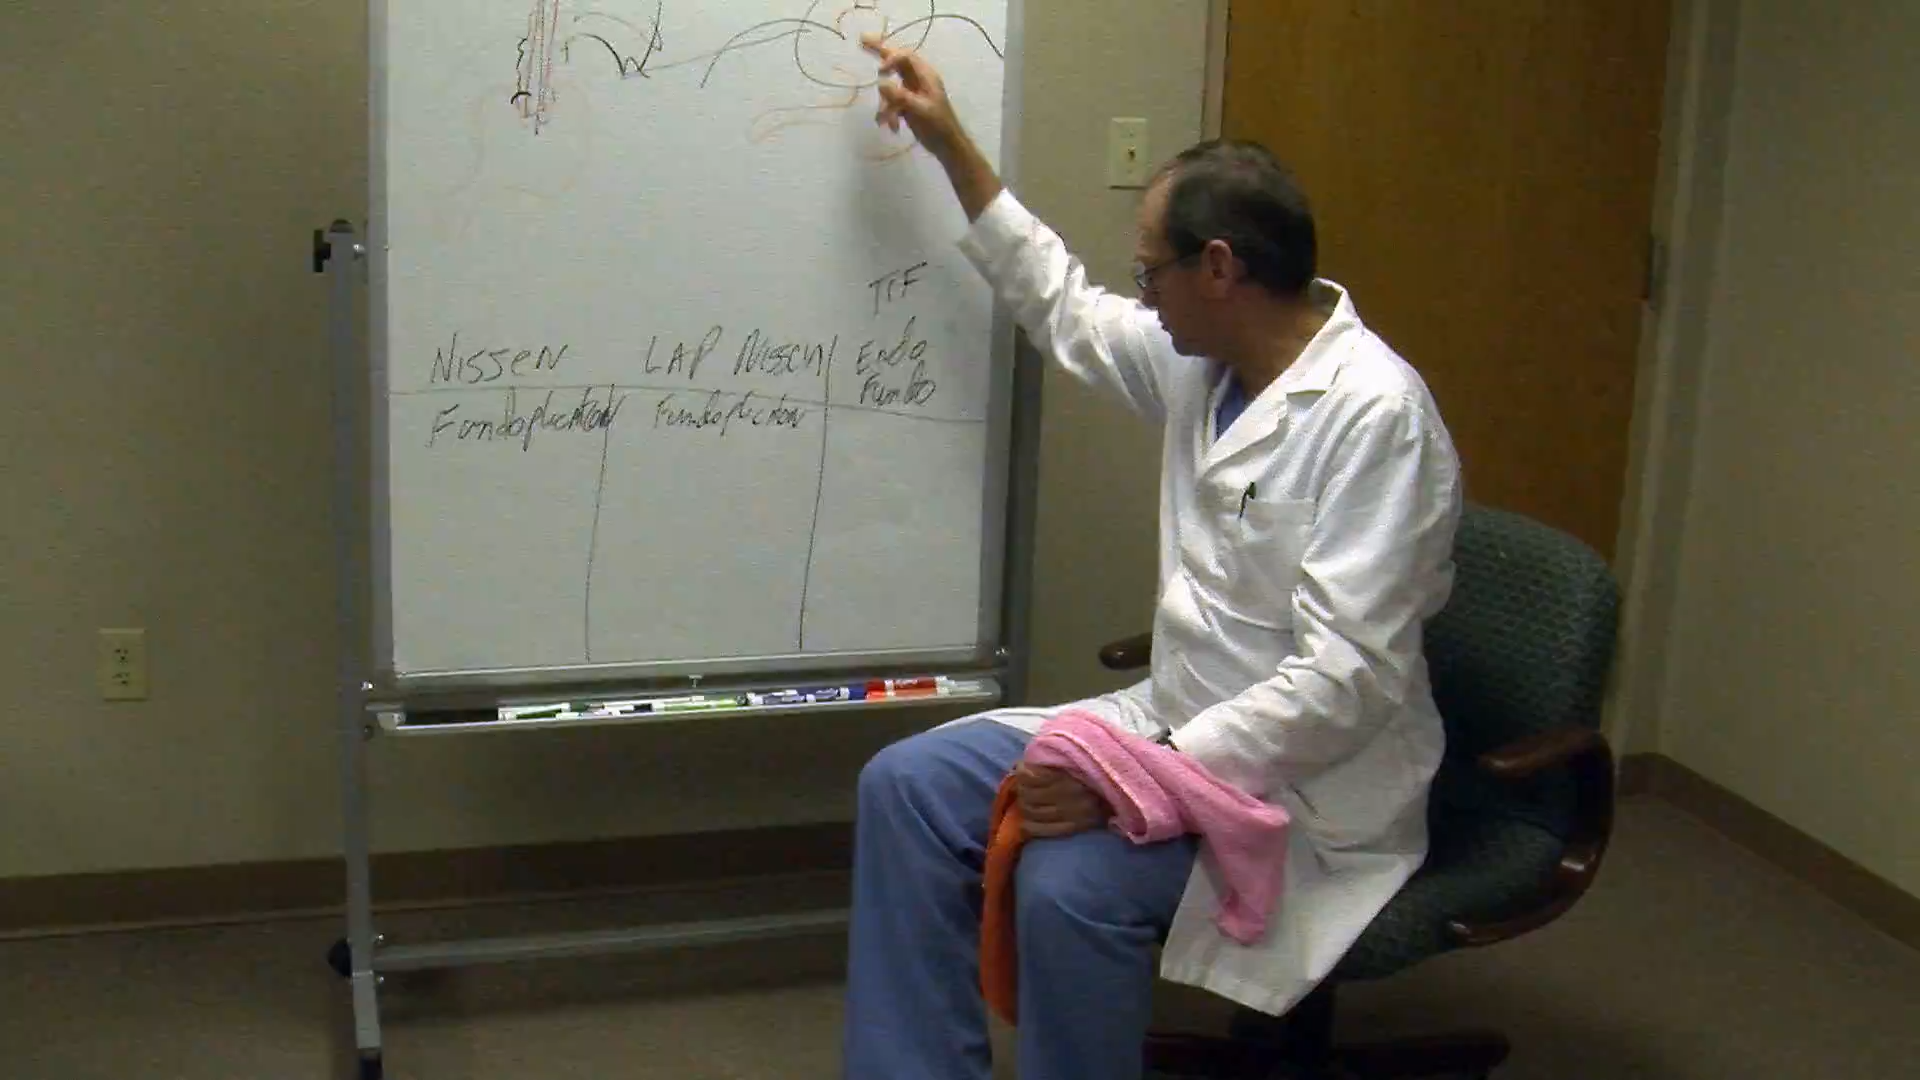 TIF
NISSEN LAP NISSEN Endo
Fundo
Fundoplication Fundoplication